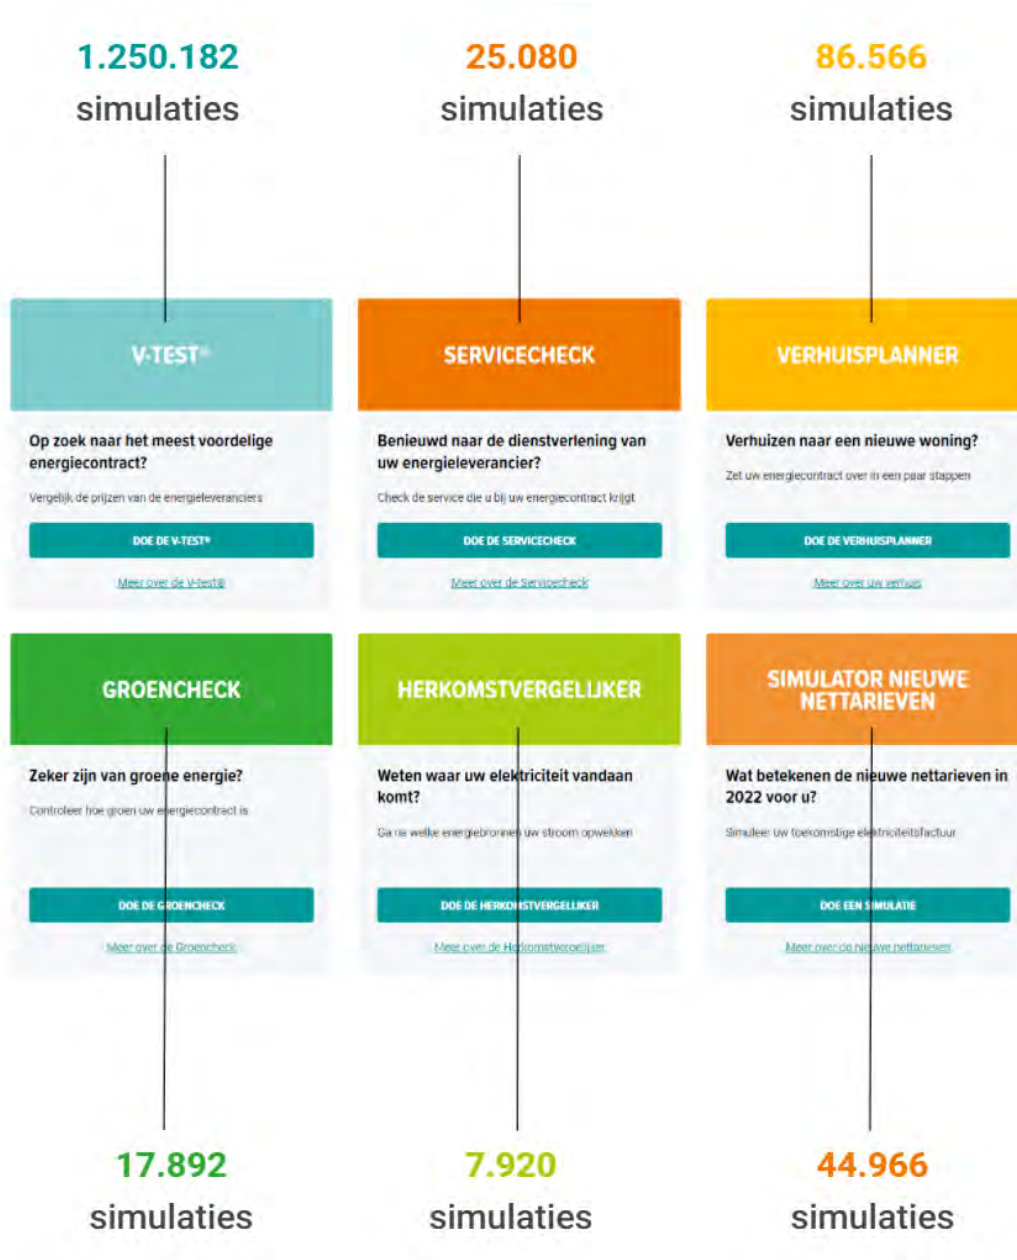 1.250.182
simulaties
25.080
simulaties
86.566
simulaties
V-TEST®
Op zoek naar het meest voordelige
energiecontract?
Vergelijk de prijzen van de energieleveranciers
DOE DE V-TEST®
Meer over de V-test®
SERVICECHECK
Benieuwd naar de dienstverlening van
uw energieleverancier?
Check de service die u bij uw energiecontract krijgt
DOE DE SERVICECHECK
Meer over de Servicecheck
VERHUISPLANNER
Verhuizen naar een nieuwe woning?
Zet uw energiecontract over in een paar stappen
DOE DE VERHUISPLANNER
Meer over uw verhuis
GROENCHECK
Zeker zijn van groene energie?
Controleer hoe groen uw energiecontract is
DOE DE GROENCHECK
Meer over de Groencheck
HERKOMSTVERGELIJKER
Weten waar uw elektriciteit vandaan
komt?
Ga na welke energiebronnen uw stroom opwekken
DOE DE HERKOMSTVERGELIJKER
Meer over de Herkomstvergelijker
SIMULATOR NIEUWE
NETTARIEVEN
Wat betekenen de nieuwe nettarieven in
2022 voor u?
Simuleer uw toekomstige elektriciteitsfactuur
DOE EEN SIMULATIE
Meer over de nieuwe nettarieven
17.892
simulaties
7.920
simulaties
44.966
simulaties